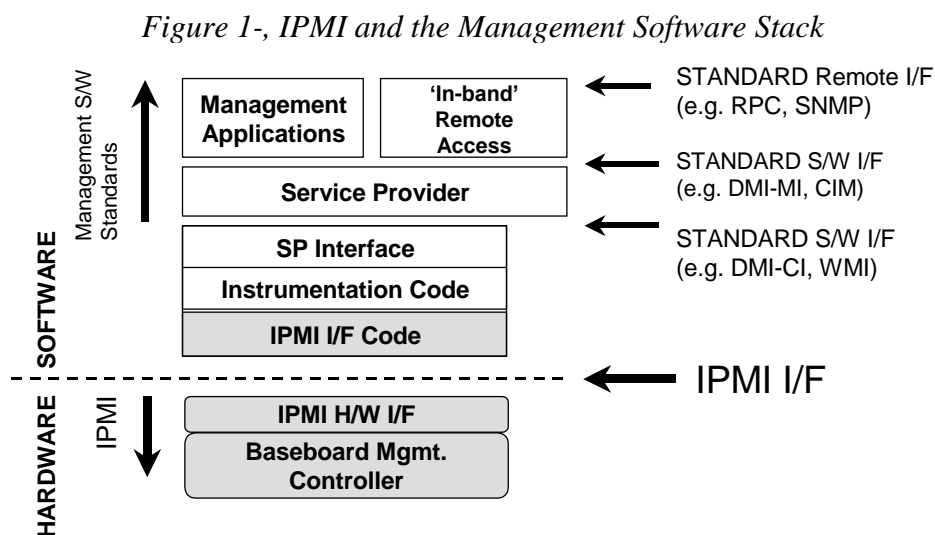 Figure 1-, IPMI and the Management Software Stack
Management S/W
Standards
Management
Applications
'In-band'
Remote
Access
STANDARD Remote I/F
(e.g. RPC, SNMP)
Service Provider
STANDARD S/W I/F
(e.g. DMI-MI, CIM)
SP Interface
STANDARD S/W I/F
(e.g. DMI-CI, WMI)
Instrumentation Code
IPMI I/F Code
SOFTWARE
IPMI I/F
HARDWARE
IPMI
IPMI H/W I/F
Baseboard Mgmt.
Controller